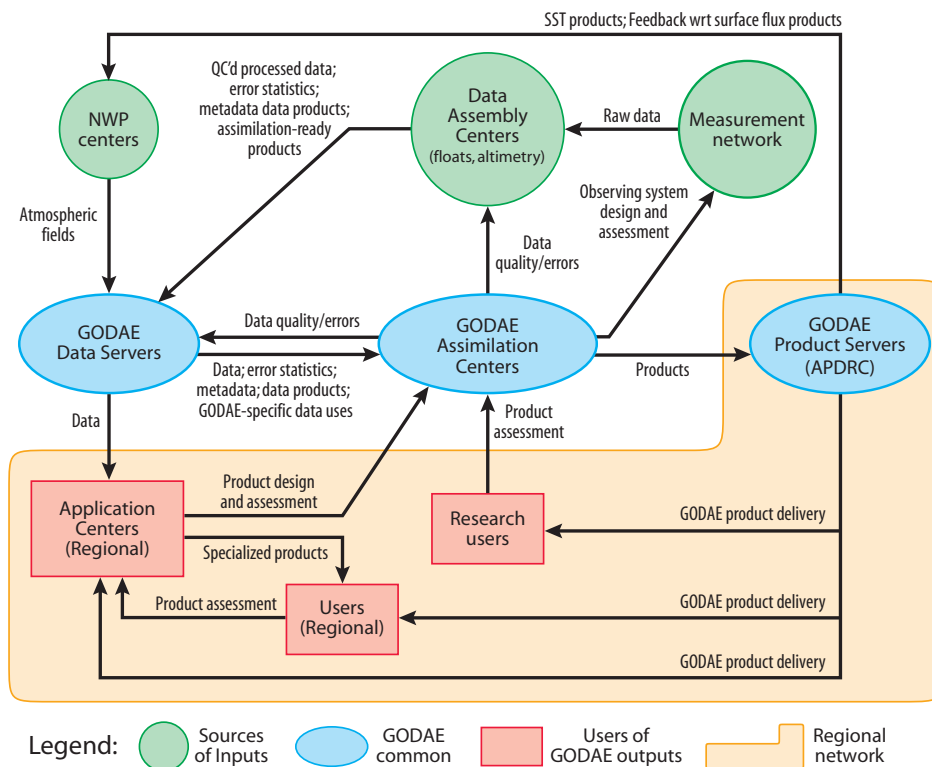 SST products; Feedback wrt surface flux products
QC'd processed data;
error statistics;
metadata data products;
assimilation-ready
products
NWP
centers
Data
Assembly
Centers
(floats, altimetry)
Raw data
Measurement
network
Atmospheric
fields
Observing system
design and
assessment
Data
quality/errors
GODAE
Data Servers
Data quality/errors
GODAE
Assimilation
Centers
GODAE
Product Servers
(APDRC)
Data; error statistics;
metadata; data products;
GODAE-specific data uses
Products
Data
Product
assessment
Application
Centers
(Regional)
Product design
and assessment
Research
users
GODAE product delivery
Specialized products
Product assessment
Users
(Regional)
GODAE product delivery
GODAE product delivery
Legend:
Sources
of Inputs
GODAE
common
Users of
GODAE outputs
Regional
network